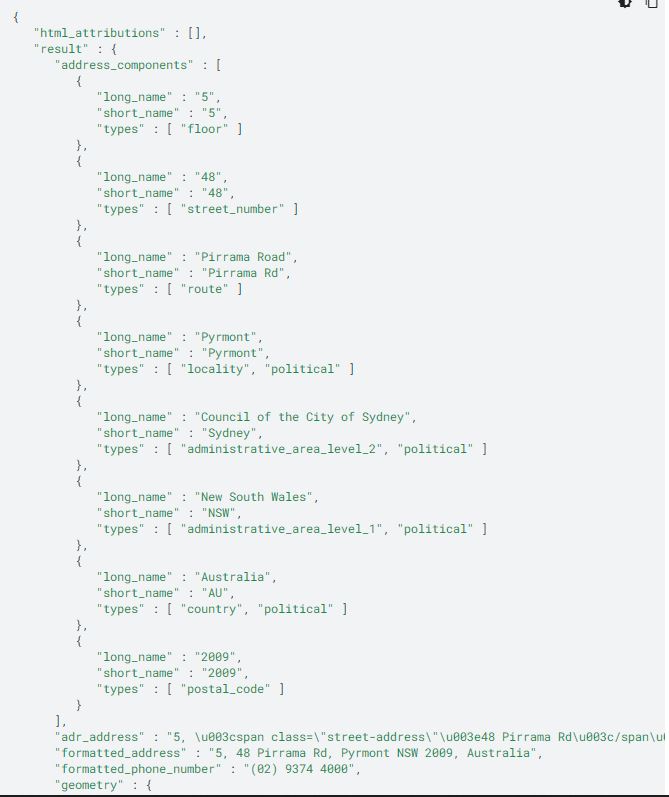 {
   "html_attributions" : [],
   "result" : {
      "address_components" : [
         {
            "long_name" : "5",
            "short_name" : "5",
            "types" : [ "floor" ]
         },
         {
            "long_name" : "48",
            "short_name" : "48",
            "types" : [ "street_number" ]
         },
         {
            "long_name" : "Pirrama Road",
            "short_name" : "Pirrama Rd",
            "types" : [ "route" ]
         },
         {
            "long_name" : "Pyrmont",
            "short_name" : "Pyrmont",
            "types" : [ "locality", "political" ]
         },
         {
            "long_name" : "Council of the City of Sydney",
            "short_name" : "Sydney",
            "types" : [ "administrative_area_level_2", "political" ]
         },
         {
            "long_name" : "New South Wales",
            "short_name" : "NSW",
            "types" : [ "administrative_area_level_1", "political" ]
         },
         {
            "long_name" : "Australia",
            "short_name" : "AU",
            "types" : [ "country", "political" ]
         },
         {
            "long_name" : "2009",
            "short_name" : "2009",
            "types" : [ "postal_code" ]
         }
      ],
      "adr_address" : "5, \u003cspan class=\"street-address\"\u003e48 Pirrama Rd\u003c/span\u0
      "formatted_address" : "5, 48 Pirrama Rd, Pyrmont NSW 2009, Australia",
      "formatted_phone_number" : "(02) 9374 4000",
      "geometry" : {